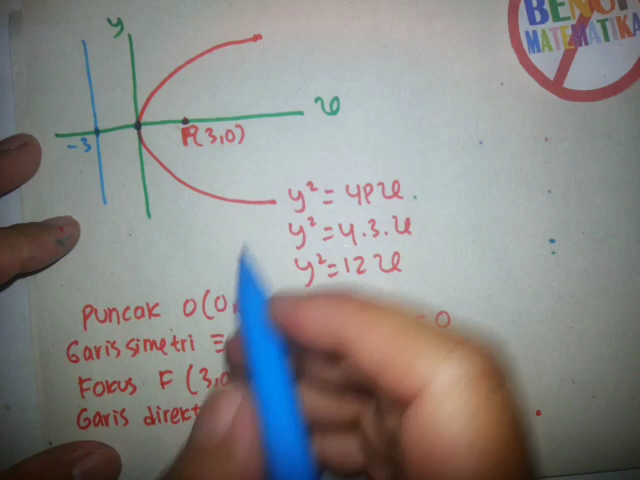 BENCI
MATEMATIKA
y
x
-3
F(3,0)
y² = 4px.
y² = 4.3.x
y² = 12x
Puncak O(0,
Garis simetri ≡ = 0
Fokus F (3,0
Garis direkt